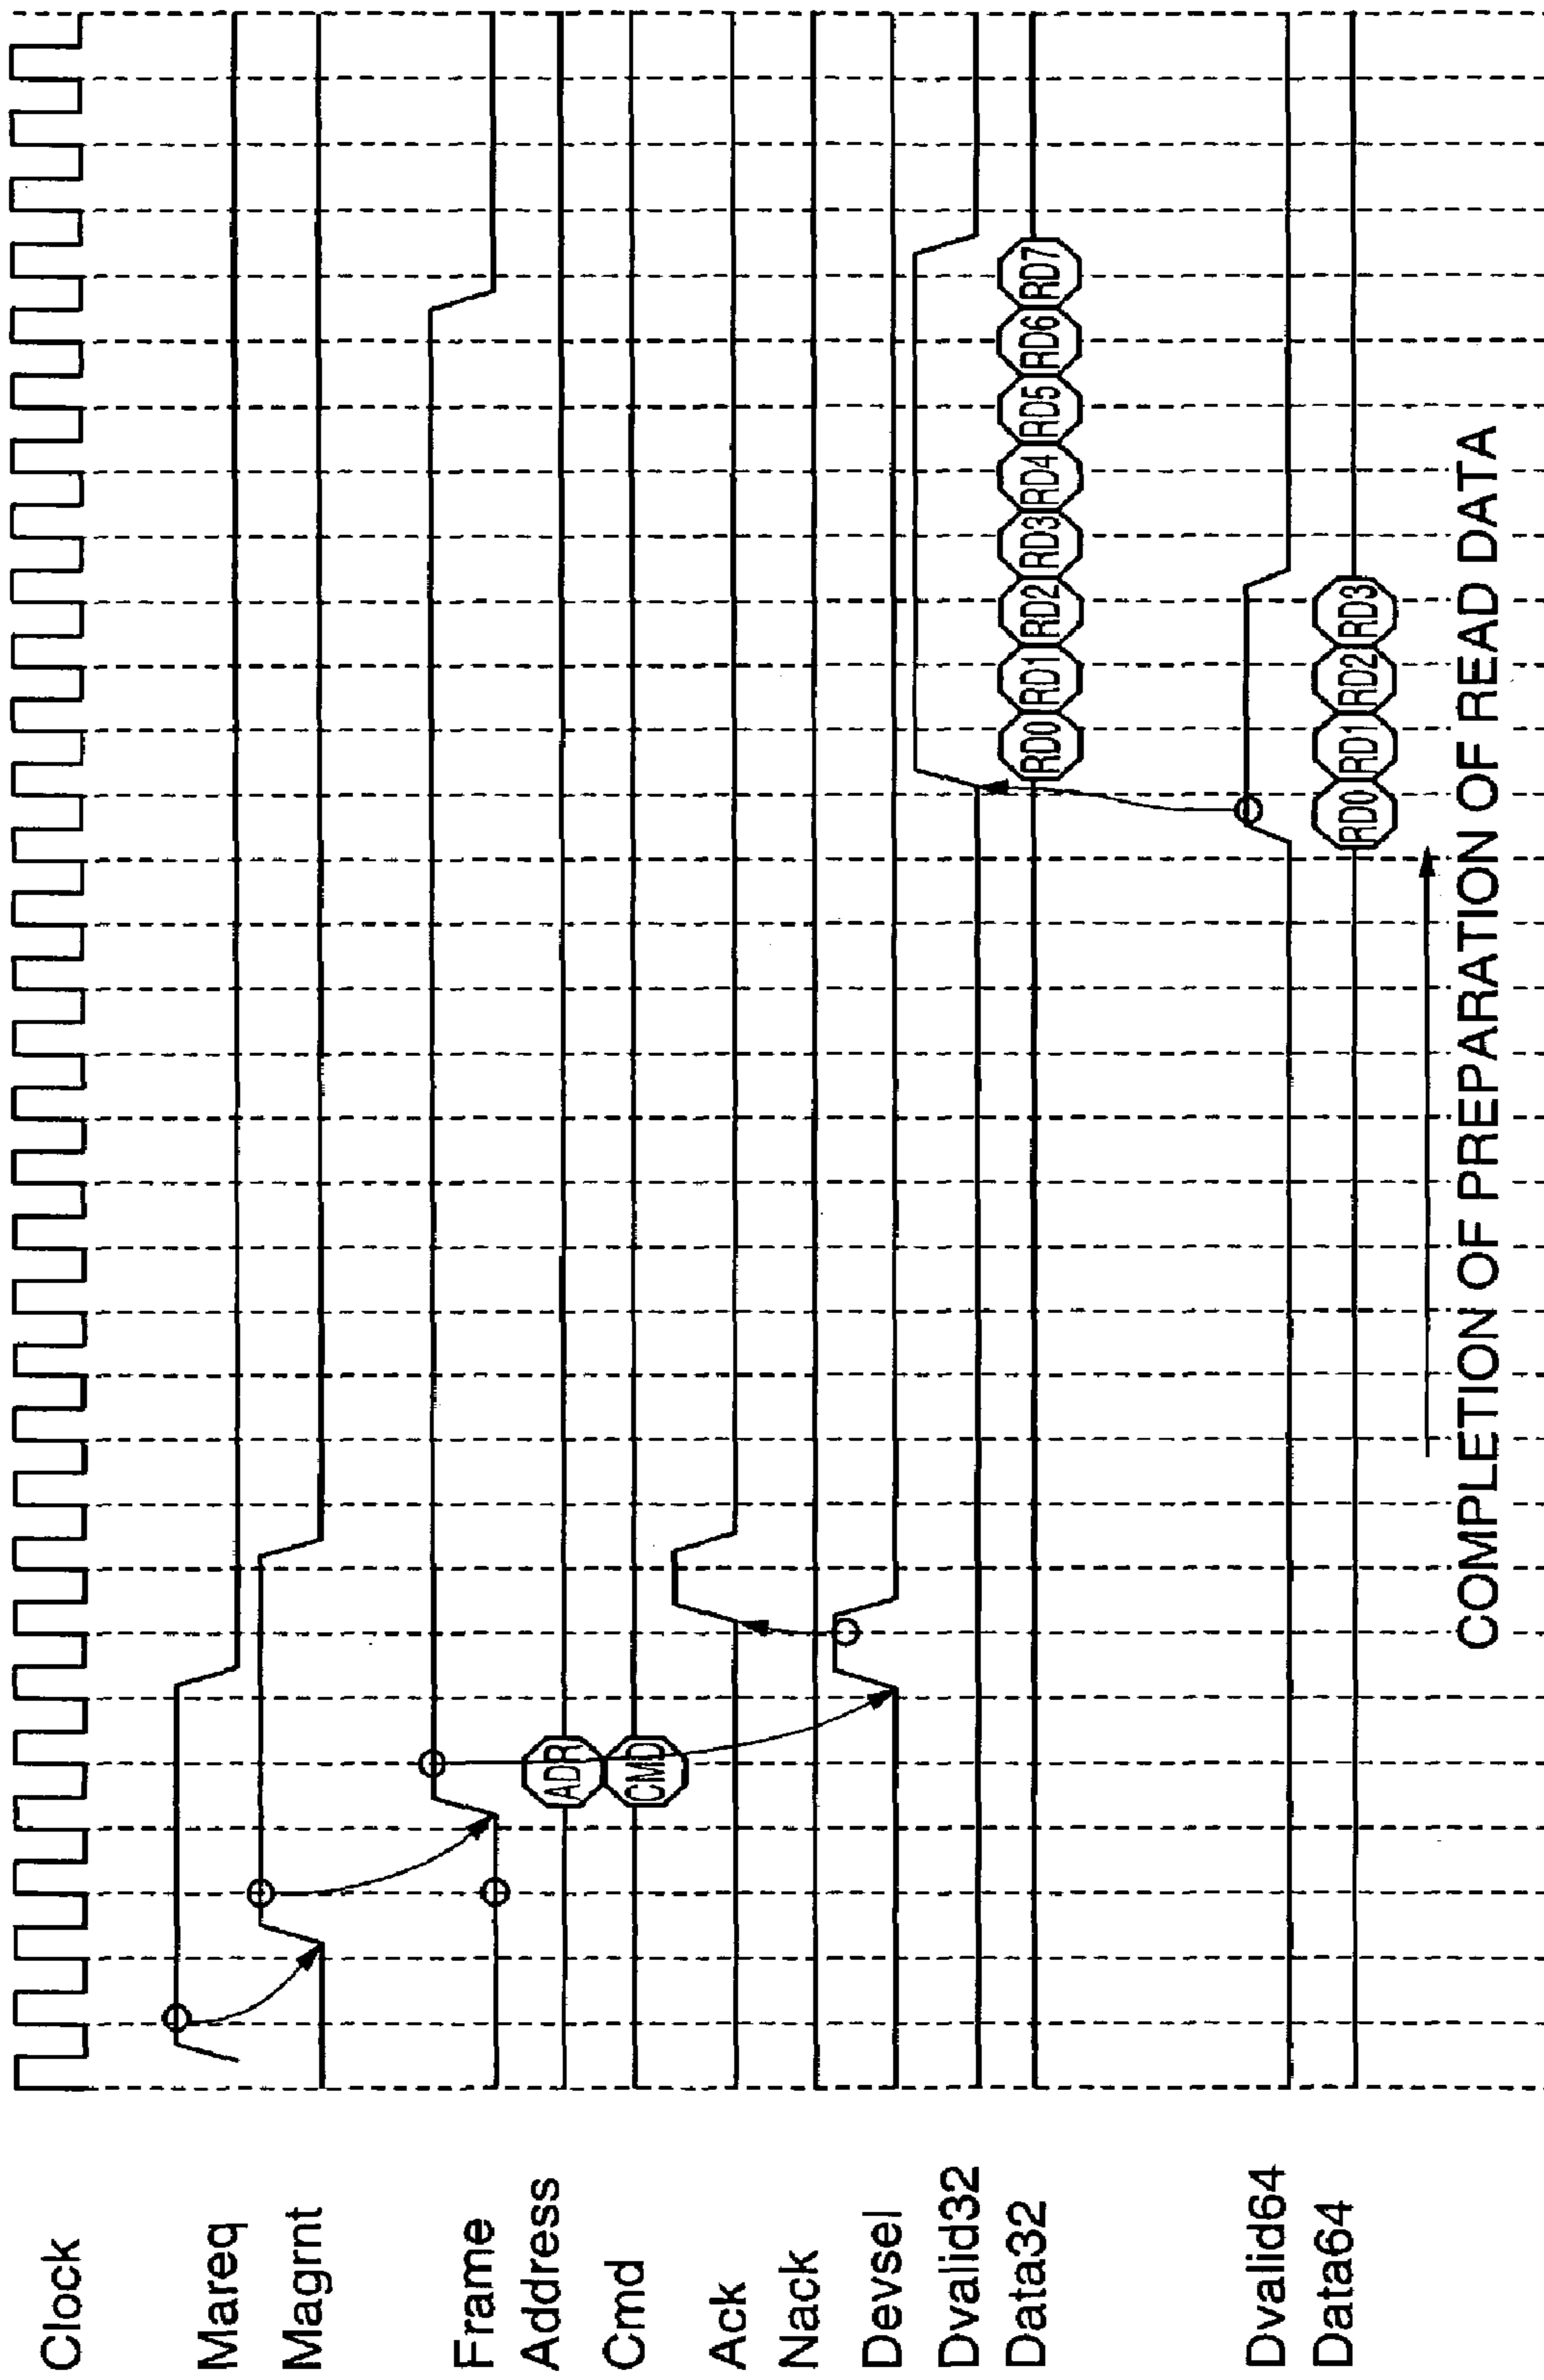 Clock
Mareq
Magrnt
Frame
Address
ADR
Cmd
CMD
Ack
Nack
Devsel
Dvalid32
Data32
RD0 RD1 RD2 RD3 RD4 RD5 RD6 RD7
Dvalid64
Data64
RD0 RD1 RD2 RD3
COMPLETION OF PREPARATION OF READ DATA